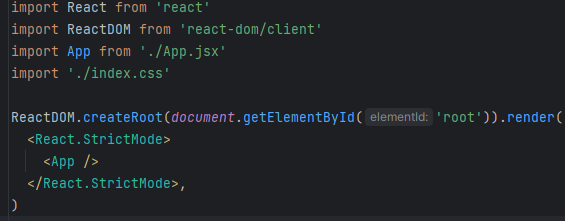 import React from 'react'
import ReactDOM from 'react-dom/client'
import App from './App.jsx'
import './index.css'

ReactDOM.createRoot(document.getElementById( elementId: 'root')).render(
  <React.StrictMode>
    <App />
  </React.StrictMode>,
)